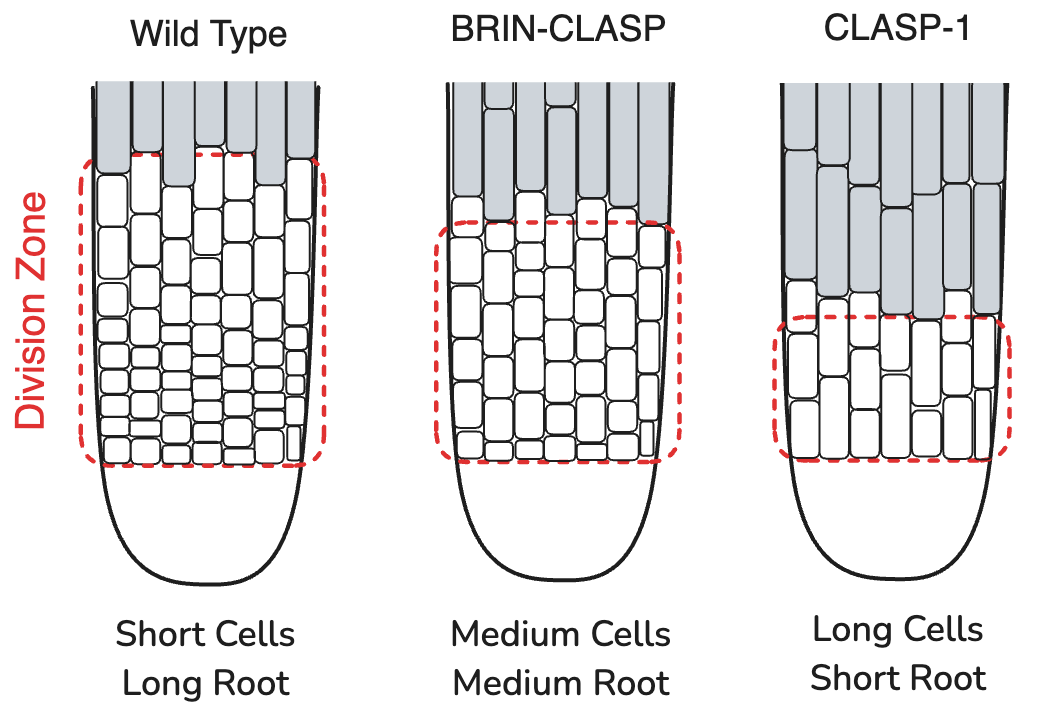 Wild Type
BRIN-CLASP
CLASP-1
Division Zone
Short Cells
Long Root
Medium Cells
Medium Root
Long Cells
Short Root